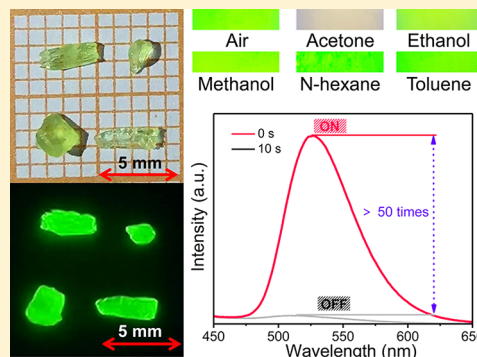 5 mm
5 mm
Air Acetone Ethanol
Methanol N-hexane Toluene
ON
0 s
10 s
> 50 times
OFF
Intensity (a.u.)
450 500 550 600 650
Wavelength (nm)